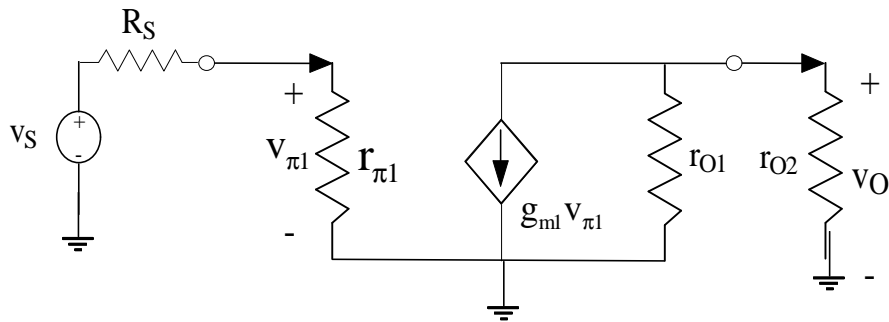 R_S
v_S
+
-
+
v_π1
-
r_π1
g_m1 v_π1
r_O1
r_O2
+
v_O
-